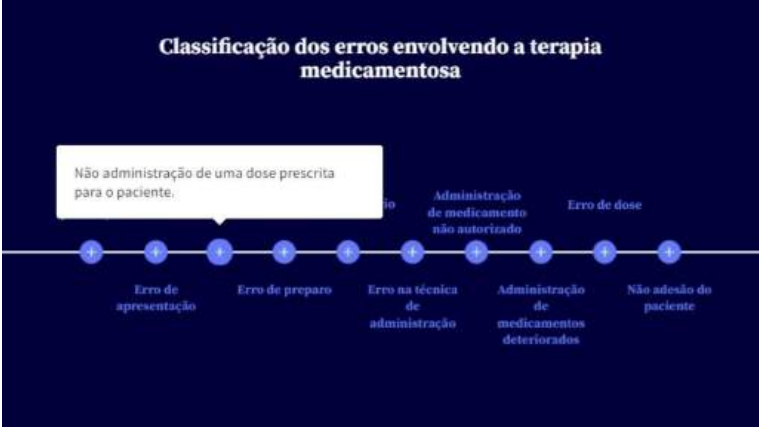 Classificação dos erros envolvendo a terapia
medicamentosa
Não administração de uma dose prescrita
para o paciente.
Administração
de medicamento
não autorizado
Erro de dose
Erro de
apresentação
Erro de preparo
Erro na técnica
de
administração
Administração
de
medicamentos
deteriorados
Não adesão do
paciente